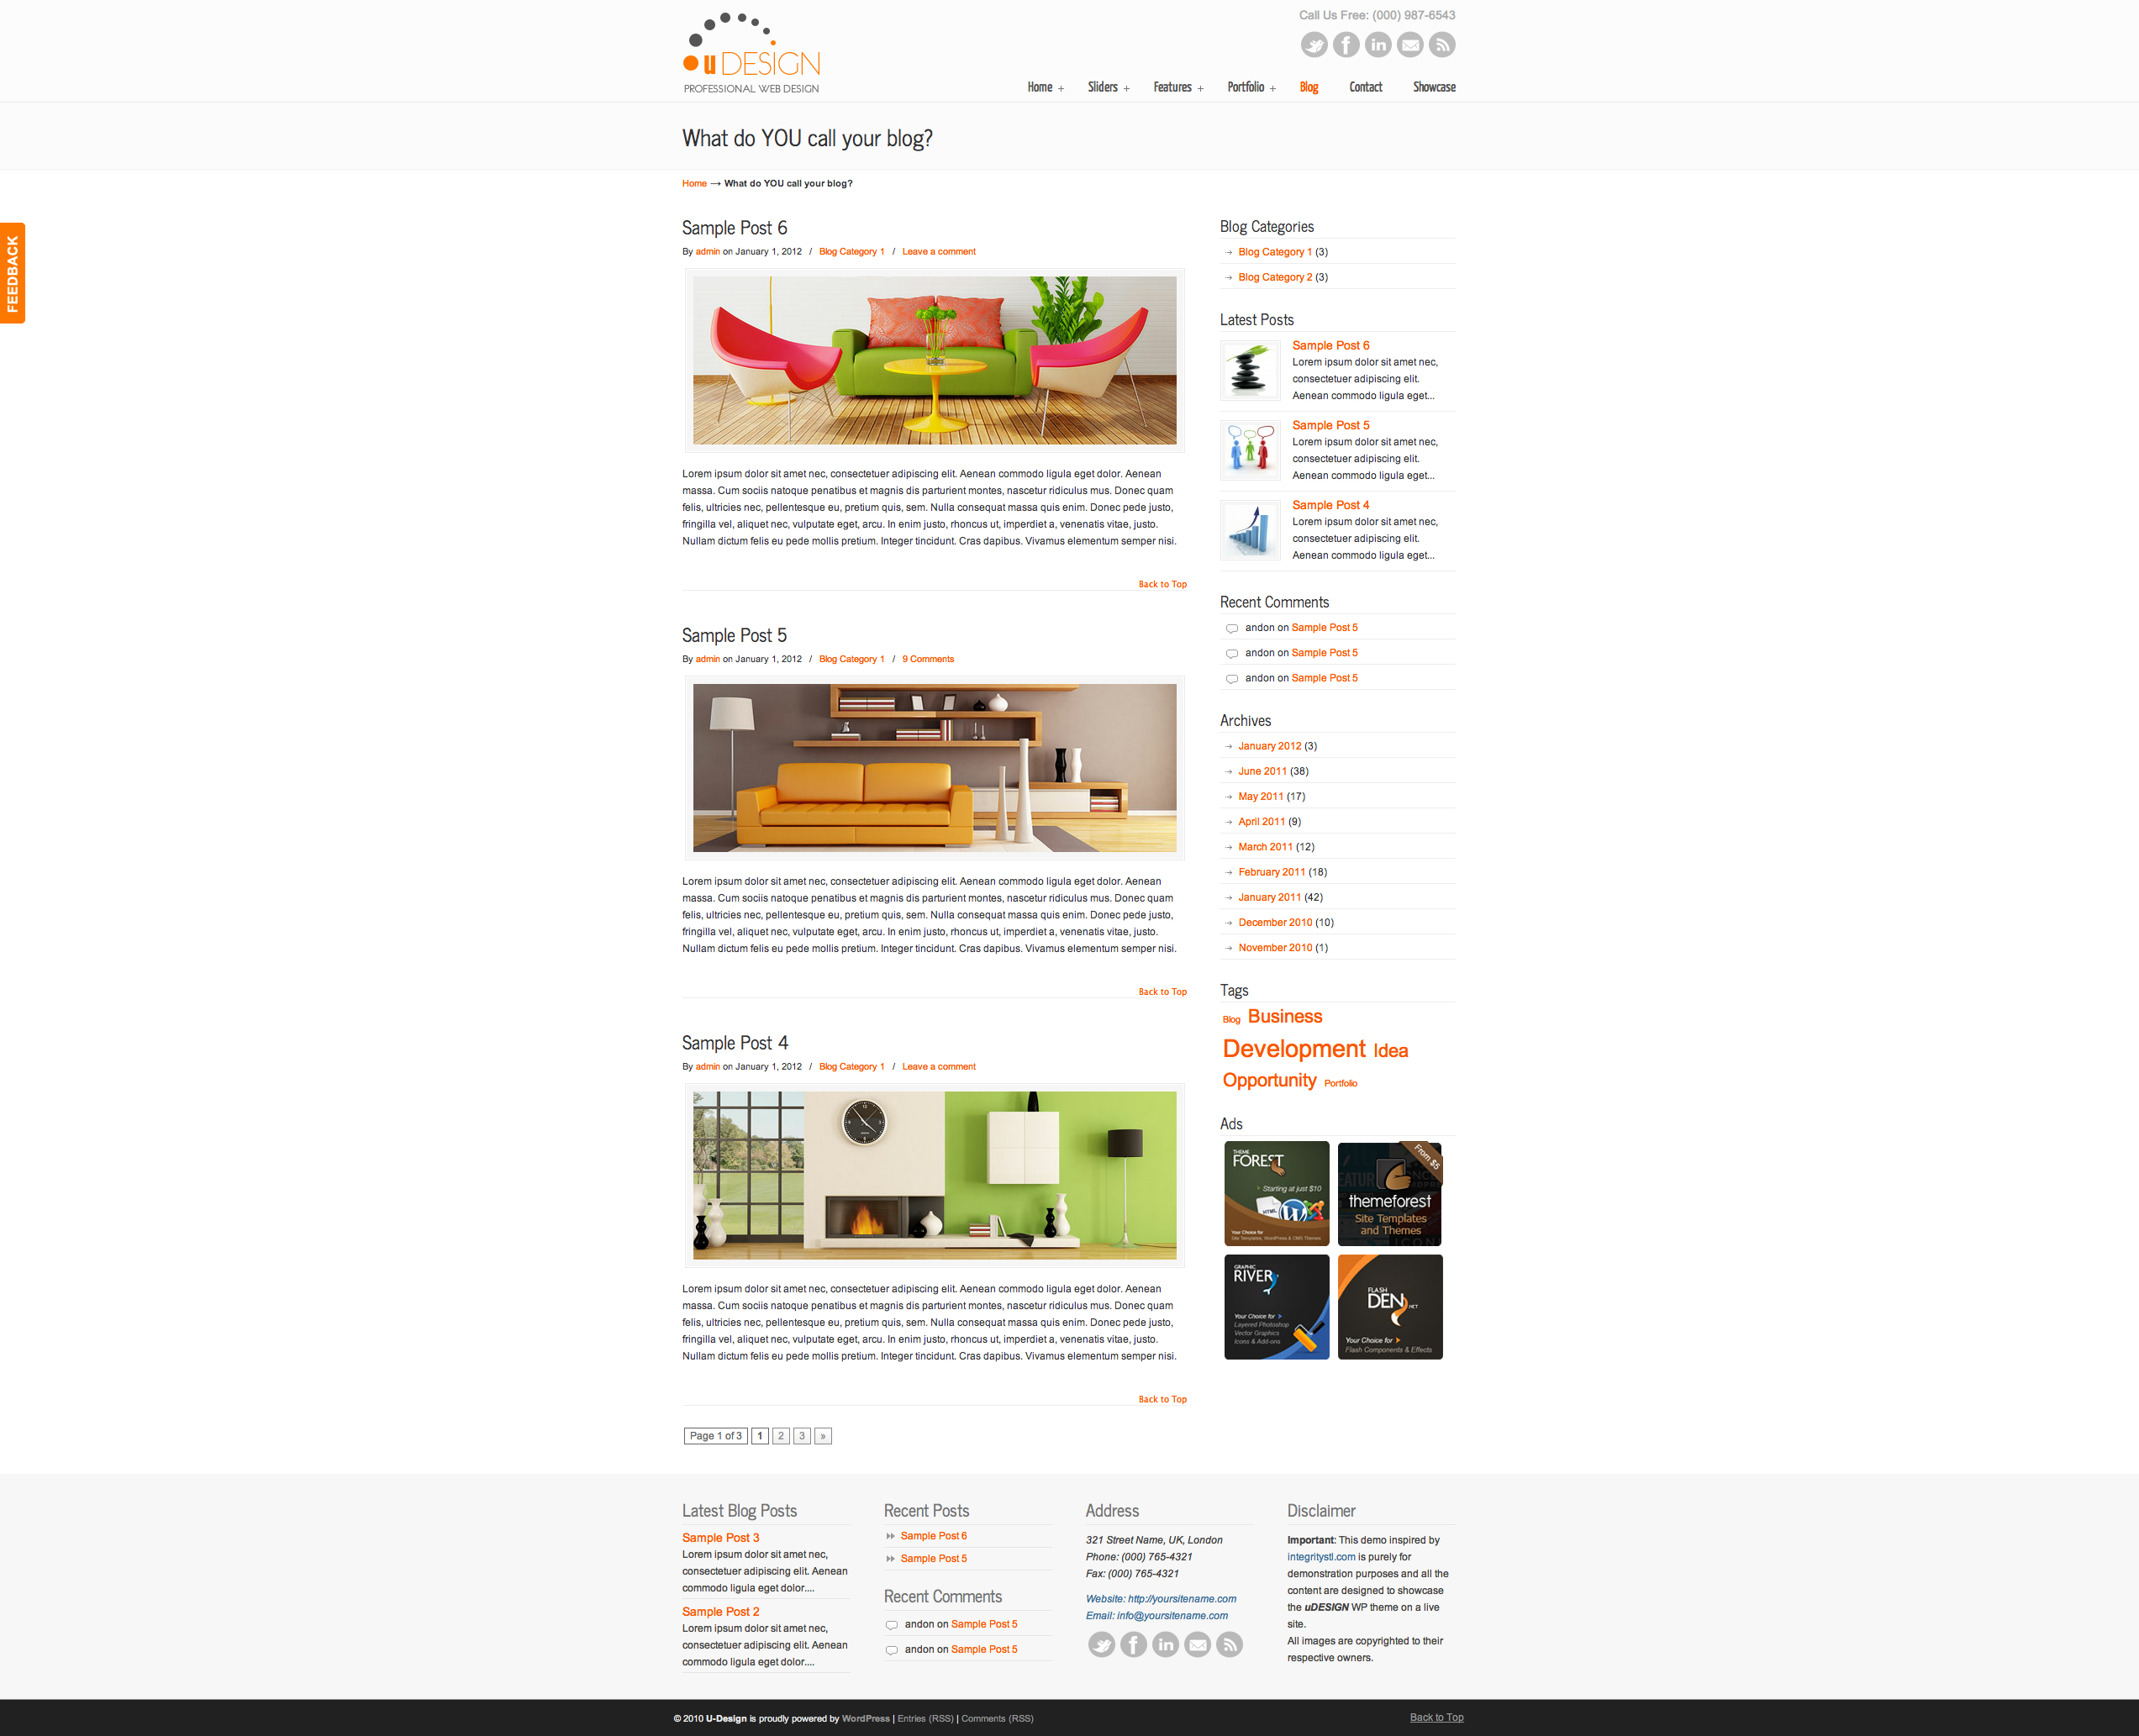 Call Us Free: (000) 987-6543
uDESIGN
PROFESSIONAL WEB DESIGN
Home + Sliders + Features + Portfolio + Blog Contact Showcase
What do YOU call your blog?
Home → What do YOU call your blog?
FEEDBACK
Sample Post 6
By admin on January 1, 2012 / Blog Category 1 / Leave a comment
Lorem ipsum dolor sit amet nec, consectetuer adipiscing elit. Aenean commodo ligula eget dolor. Aenean
massa. Cum sociis natoque penatibus et magnis dis parturient montes, nascetur ridiculus mus. Donec quam
felis, ultricies nec, pellentesque eu, pretium quis, sem. Nulla consequat massa quis enim. Donec pede justo,
fringilla vel, aliquet nec, vulputate eget, arcu. In enim justo, rhoncus ut, imperdiet a, venenatis vitae, justo.
Nullam dictum felis eu pede mollis pretium. Integer tincidunt. Cras dapibus. Vivamus elementum semper nisi.
Back to Top
Sample Post 5
By admin on January 1, 2012 / Blog Category 1 / 9 Comments
Lorem ipsum dolor sit amet nec, consectetuer adipiscing elit. Aenean commodo ligula eget dolor. Aenean
massa. Cum sociis natoque penatibus et magnis dis parturient montes, nascetur ridiculus mus. Donec quam
felis, ultricies nec, pellentesque eu, pretium quis, sem. Nulla consequat massa quis enim. Donec pede justo,
fringilla vel, aliquet nec, vulputate eget, arcu. In enim justo, rhoncus ut, imperdiet a, venenatis vitae, justo.
Nullam dictum felis eu pede mollis pretium. Integer tincidunt. Cras dapibus. Vivamus elementum semper nisi.
Back to Top
Sample Post 4
By admin on January 1, 2012 / Blog Category 1 / Leave a comment
Lorem ipsum dolor sit amet nec, consectetuer adipiscing elit. Aenean commodo ligula eget dolor. Aenean
massa. Cum sociis natoque penatibus et magnis dis parturient montes, nascetur ridiculus mus. Donec quam
felis, ultricies nec, pellentesque eu, pretium quis, sem. Nulla consequat massa quis enim. Donec pede justo,
fringilla vel, aliquet nec, vulputate eget, arcu. In enim justo, rhoncus ut, imperdiet a, venenatis vitae, justo.
Nullam dictum felis eu pede mollis pretium. Integer tincidunt. Cras dapibus. Vivamus elementum semper nisi.
Back to Top
Page 1 of 3 1 2 3 »
Blog Categories
Blog Category 1 (3)
Blog Category 2 (3)
Latest Posts
Sample Post 6
Lorem ipsum dolor sit amet nec,
consectetuer adipiscing elit.
Aenean commodo ligula eget...
Sample Post 5
Lorem ipsum dolor sit amet nec,
consectetuer adipiscing elit.
Aenean commodo ligula eget...
Sample Post 4
Lorem ipsum dolor sit amet nec,
consectetuer adipiscing elit.
Aenean commodo ligula eget...
Recent Comments
andon on Sample Post 5
andon on Sample Post 5
andon on Sample Post 5
Archives
January 2012 (3)
June 2011 (38)
May 2011 (17)
April 2011 (9)
March 2011 (12)
February 2011 (18)
January 2011 (42)
December 2010 (10)
November 2010 (1)
Tags
Blog Business
Development Idea
Opportunity Portfolio
Ads
THEME
FOREST
Starting at just $10
HTML
Your Choice for
Site Templates, WordPress & CMS Themes
From $5
themeforest
Site Templates
and Themes
GRAPHIC
RIVER
Your Choice for
Layered Photoshop
Vector Graphics
Icons & Add-ons
FLASH
DEN.NET
Your Choice for
Flash Components & Effects
Latest Blog Posts
Sample Post 3
Lorem ipsum dolor sit amet nec,
consectetuer adipiscing elit. Aenean
commodo ligula eget dolor....
Sample Post 2
Lorem ipsum dolor sit amet nec,
consectetuer adipiscing elit. Aenean
commodo ligula eget dolor....
Recent Posts
Sample Post 6
Sample Post 5
Recent Comments
andon on Sample Post 5
andon on Sample Post 5
Address
321 Street Name, UK, London
Phone: (000) 765-4321
Fax: (000) 765-4321
Website: http://yoursitename.com
Email: info@yoursitename.com
Disclaimer
Important: This demo inspired by
integritystl.com is purely for
demonstration purposes and all the
content are designed to showcase
the uDESIGN WP theme on a live
site.
All images are copyrighted to their
respective owners.
© 2010 U-Design is proudly powered by WordPress | Entries (RSS) | Comments (RSS)
Back to Top